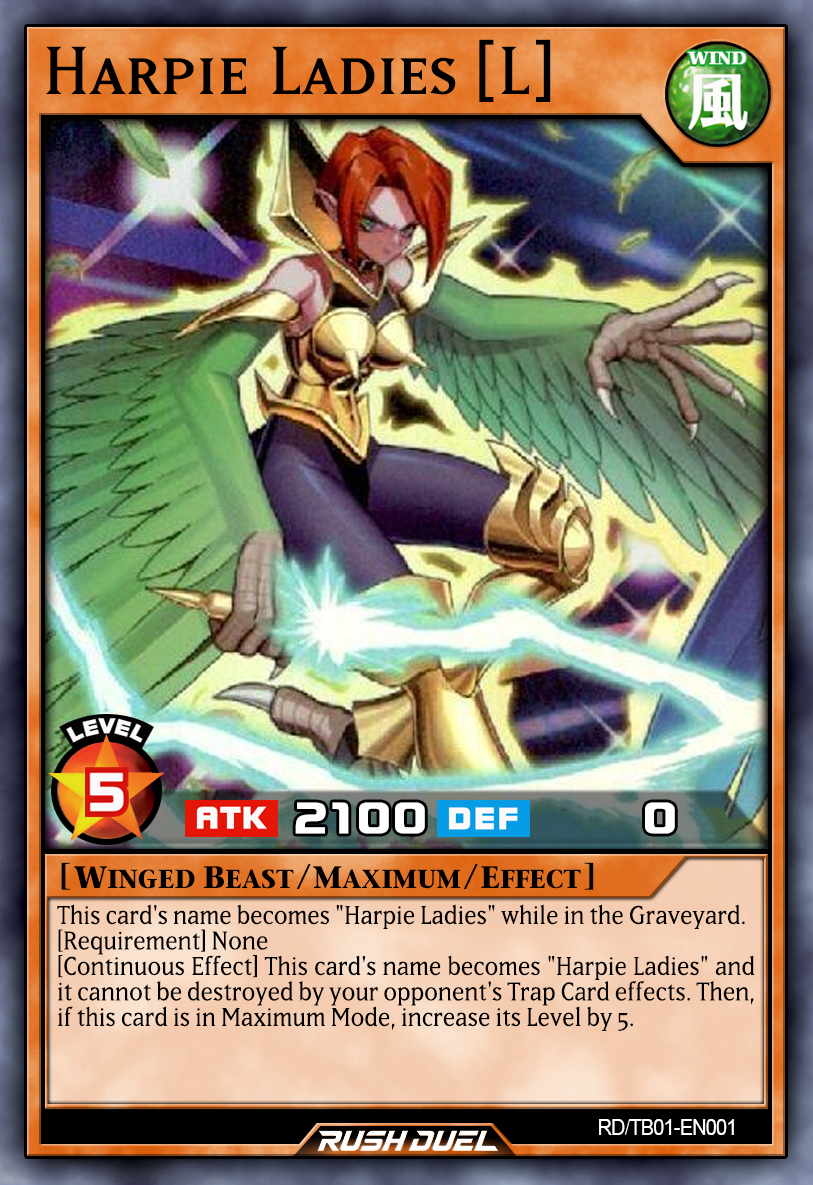 Harpie Ladies [L]
WIND
風
LEVEL
5
ATK 2100 DEF 0
[Winged Beast/Maximum/Effect]
This card's name becomes "Harpie Ladies" while in the Graveyard.
[Requirement] None
[Continuous Effect] This card's name becomes "Harpie Ladies" and
it cannot be destroyed by your opponent's Trap Card effects. Then,
if this card is in Maximum Mode, increase its Level by 5.
RD/TB01-EN001
RUSH DUEL